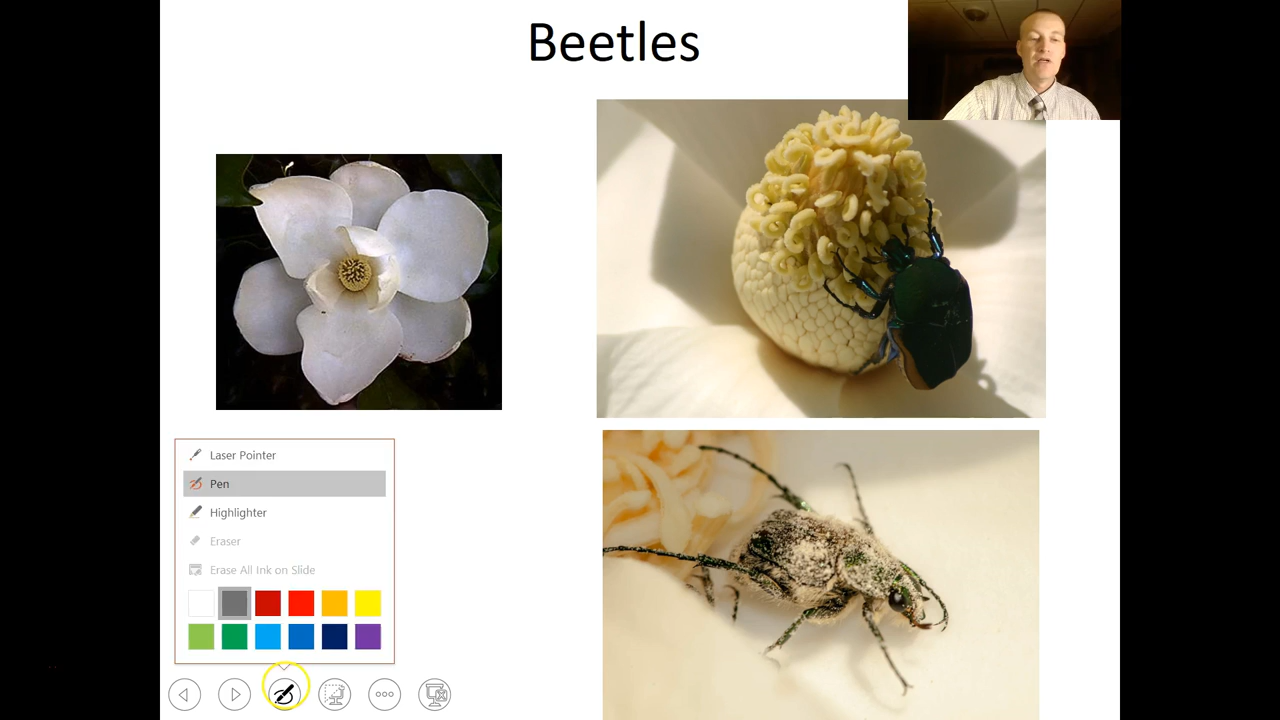 Beetles
Laser Pointer
Pen
Highlighter
Eraser
Erase All Ink on Slide